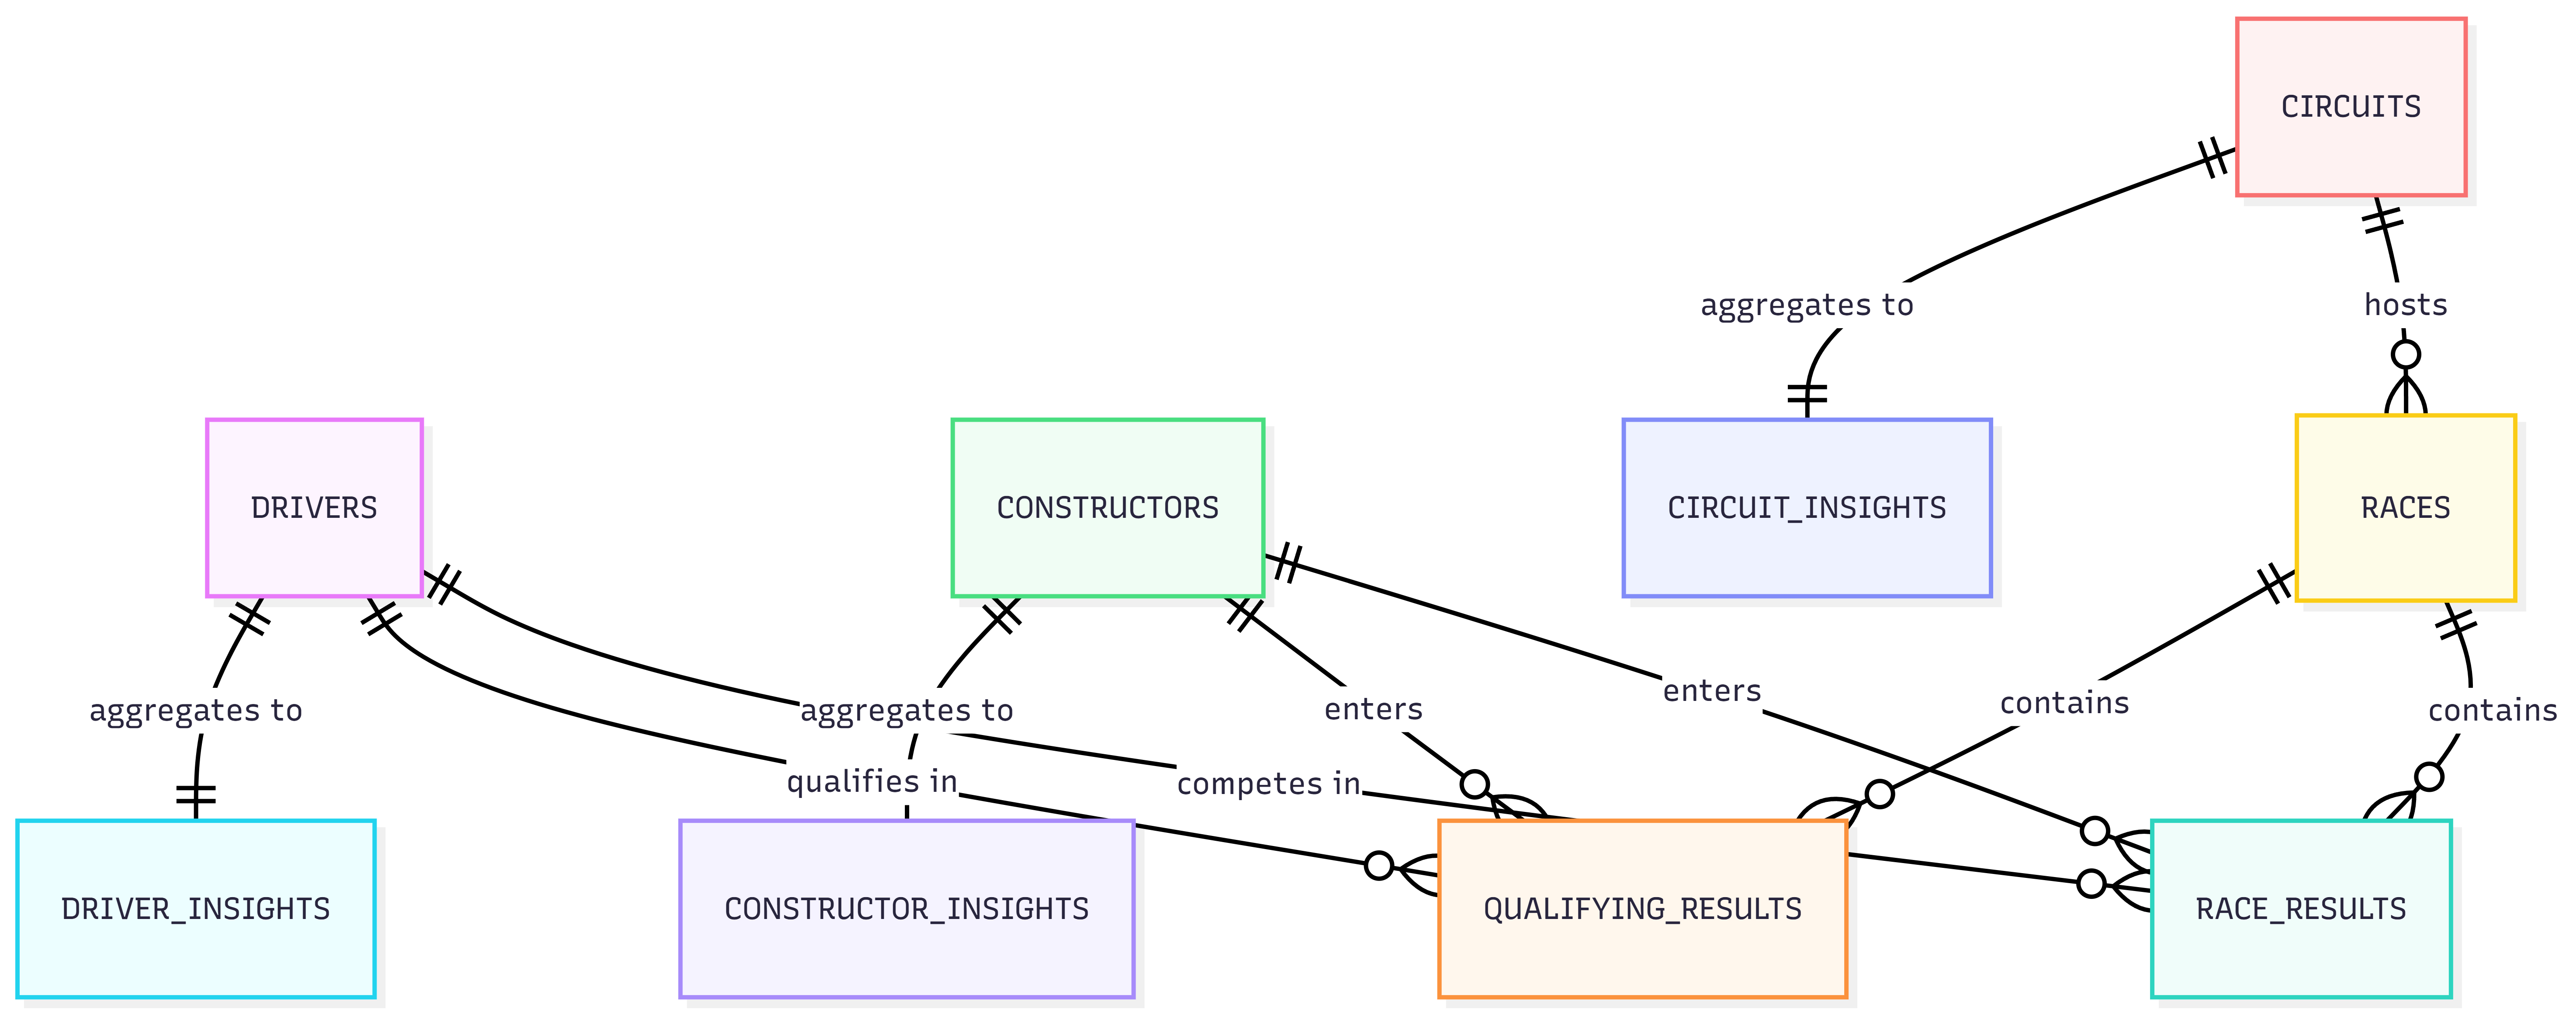 CIRCUITS
aggregates to
hosts
DRIVERS
CONSTRUCTORS
CIRCUIT_INSIGHTS
RACES
aggregates to
aggregates to
enters
enters
contains
contains
qualifies in
competes in
DRIVER_INSIGHTS
CONSTRUCTOR_INSIGHTS
QUALIFYING_RESULTS
RACE_RESULTS